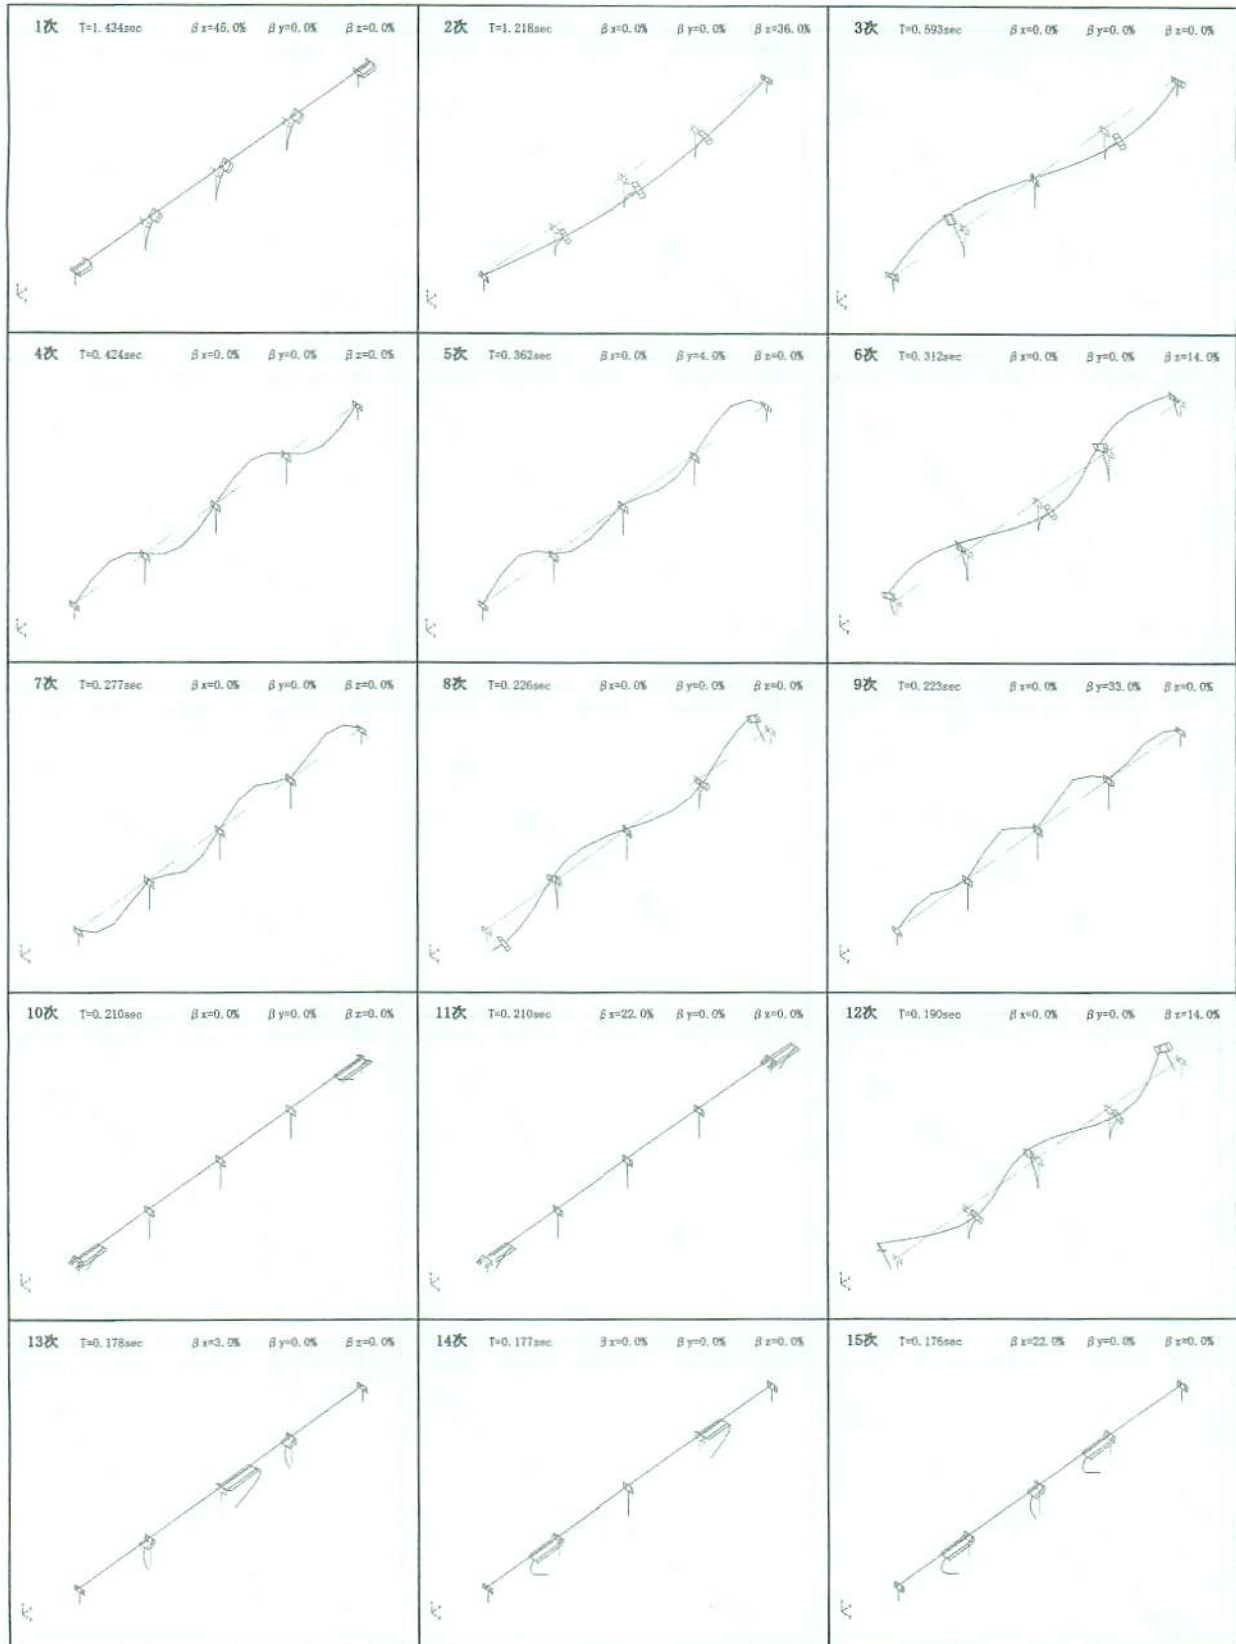 1次 T=1.434sec βx=45.0% βy=0.0% βz=0.0%
2次 T=1.218sec βx=0.0% βy=0.0% βz=36.0%
3次 T=0.593sec βx=0.0% βy=0.0% βz=0.0%
4次 T=0.424sec βx=0.0% βy=0.0% βz=0.0%
5次 T=0.362sec βx=0.0% βy=4.0% βz=0.0%
6次 T=0.312sec βx=0.0% βy=0.0% βz=14.0%
7次 T=0.277sec βx=0.0% βy=0.0% βz=0.0%
8次 T=0.226sec βx=0.0% βy=0.0% βz=0.0%
9次 T=0.223sec βx=0.0% βy=33.0% βz=0.0%
10次 T=0.210sec βx=0.0% βy=0.0% βz=0.0%
11次 T=0.210sec βx=22.0% βy=0.0% βz=0.0%
12次 T=0.190sec βx=0.0% βy=0.0% βz=14.0%
13次 T=0.178sec βx=3.0% βy=0.0% βz=0.0%
14次 T=0.177sec βx=0.0% βy=0.0% βz=0.0%
15次 T=0.176sec βx=22.0% βy=0.0% βz=0.0%